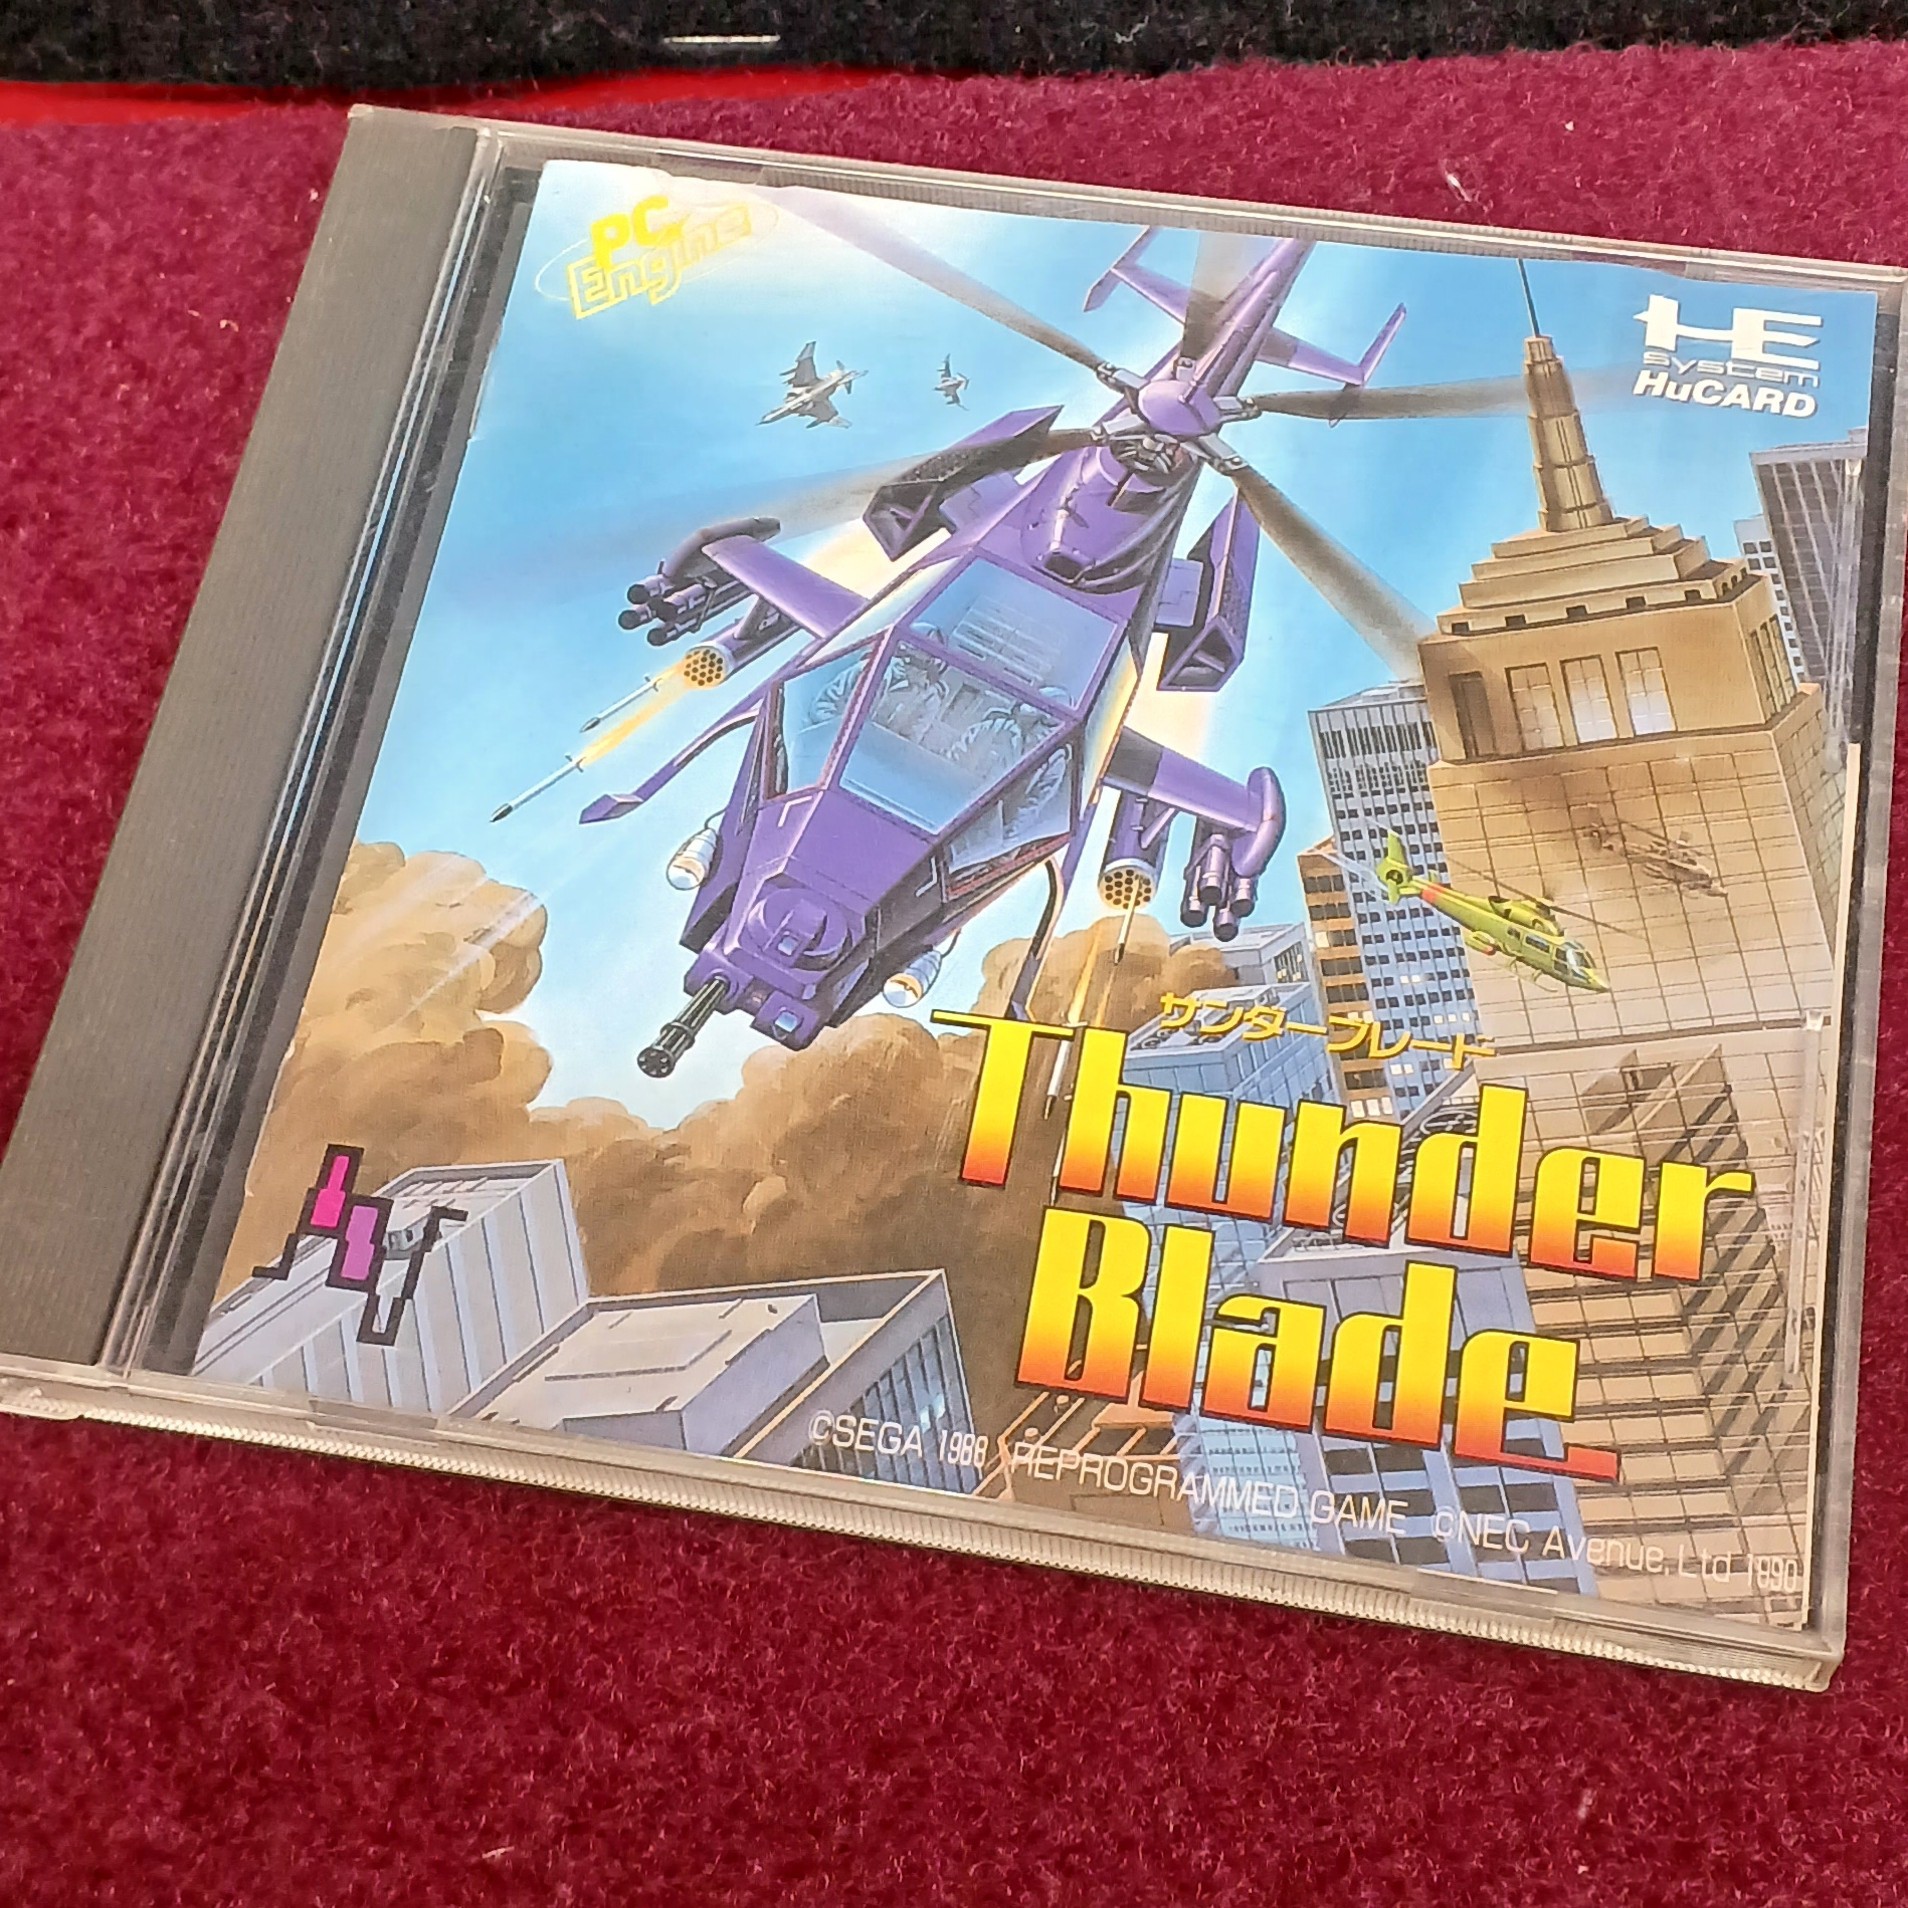 PC
Engine
HE
System
HuCARD
サンダーブレード
Thunder
Blade
©SEGA 1988 REPROGRAMMED GAME ©NEC Avenue, Ltd 1990